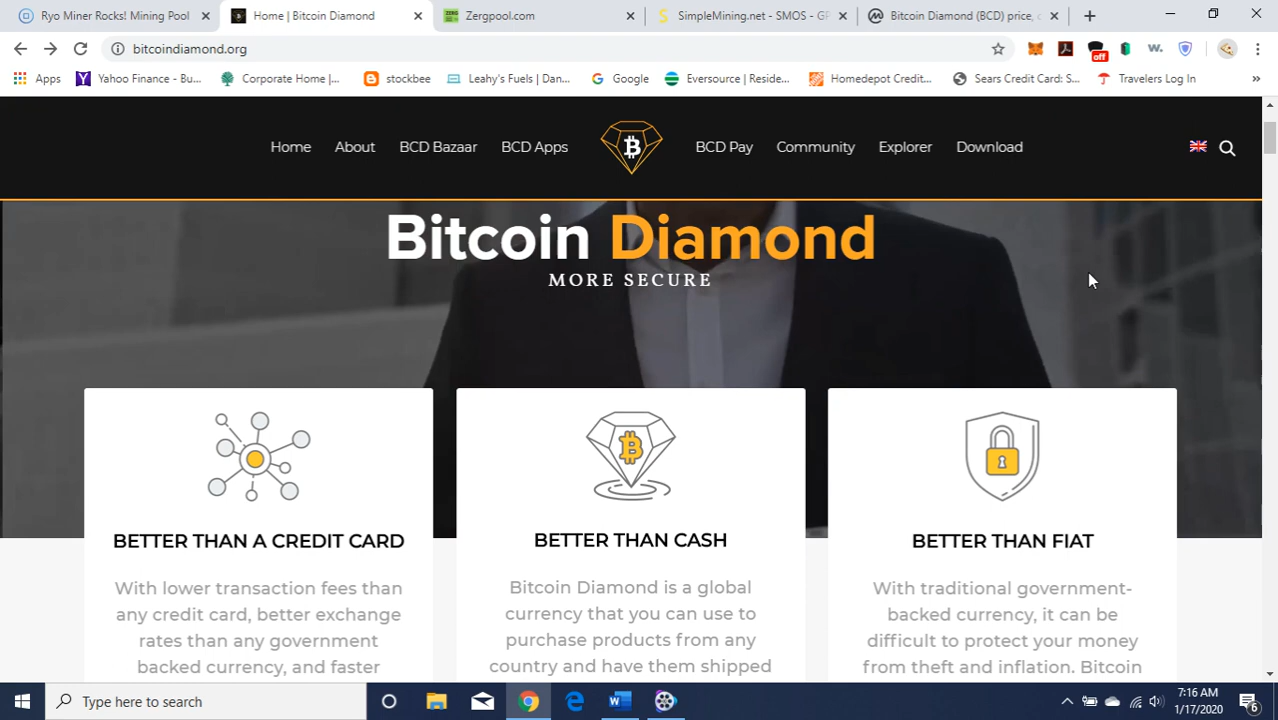 Ryo Miner Rocks! Mining Pool!
Home | Bitcoin Diamond
Zergpool.com
SimpleMining.net - SMOS - GP
Bitcoin Diamond (BCD) price, c
bitcoindiamond.org
off
w.
Apps
Yahoo Finance - Bu...
Corporate Home |...
stockbee
Leahy's Fuels | Dan...
Google
Eversource | Reside...
Homedepot Credit...
Sears Credit Card: S...
Travelers Log In
»
Home
About
BCD Bazaar
BCD Apps
BCD Pay
Community
Explorer
Download
Bitcoin Diamond
MORE SECURE
BETTER THAN A CREDIT CARD
With lower transaction fees than
any credit card, better exchange
rates than any government
backed currency, and faster
BETTER THAN CASH
Bitcoin Diamond is a global
currency that you can use to
purchase products from any
country and have them shipped
BETTER THAN FIAT
With traditional government-
backed currency, it can be
difficult to protect your money
from theft and inflation. Bitcoin
Type here to search
7:16 AM
1/17/2020
6